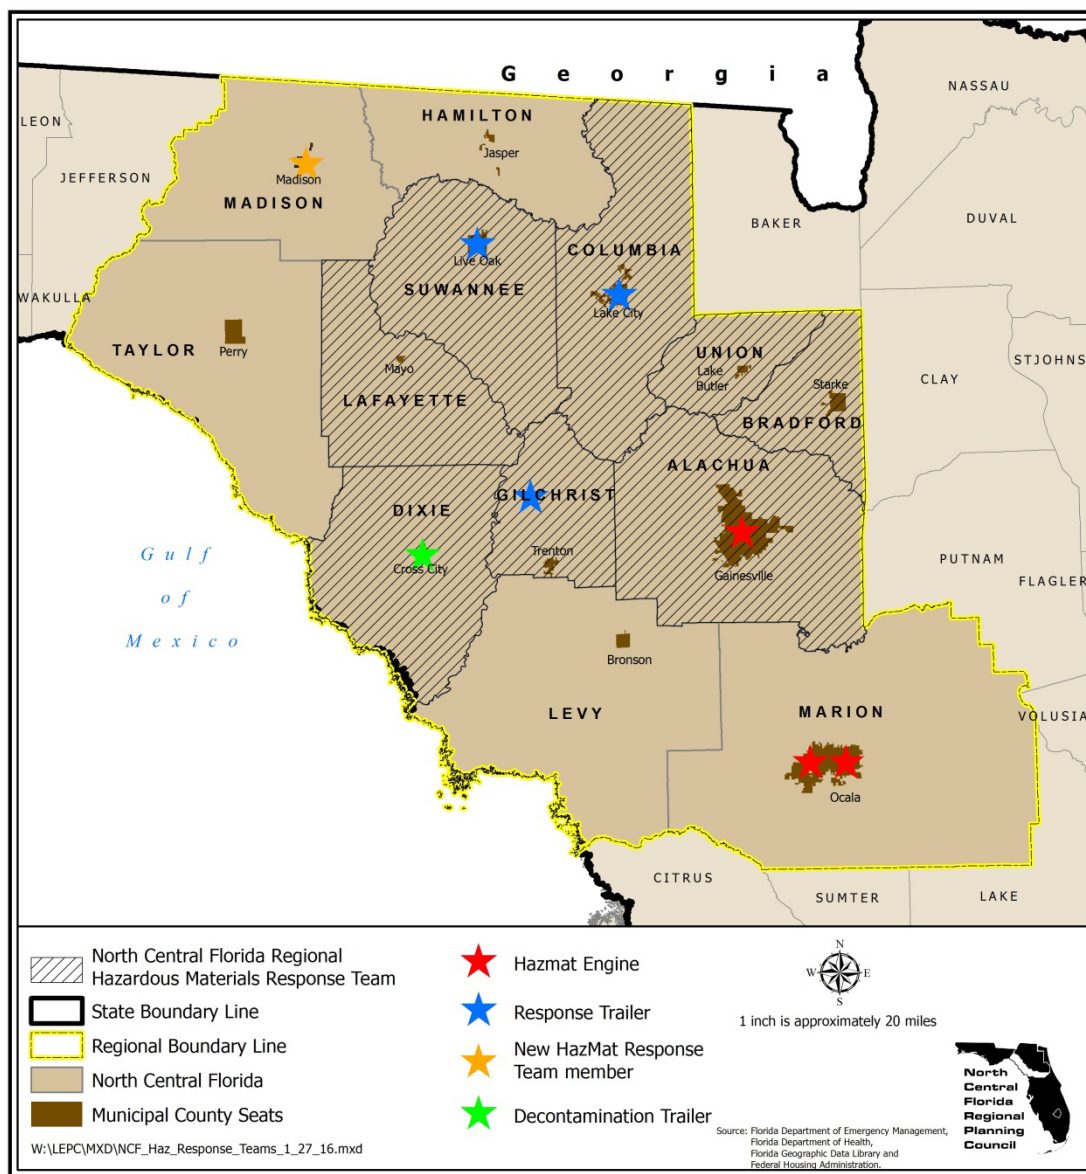 Georgia
NASSAU
HAMILTON
LEON
Jasper
JEFFERSON
Madison
MADISON
BAKER
DUVAL
COLUMBIA
Live Oak
SUWANNEE
WAKULLA
Lake City
TAYLOR
Perry
UNION
STJOHNS
Mayo
Lake
Butler
Starke
CLAY
LAFAYETTE
BRADFORD
ALACHUA
GILCHRIST
DIXIE
Gulf
of
Mexico
Trenton
Cross City
Gainesville
PUTNAM
FLAGLER
Bronson
LEVY
MARION
VOLUSIA
Ocala
CITRUS
SUMTER
LAKE
North Central Florida Regional
Hazardous Materials Response Team
State Boundary Line
Regional Boundary Line
North Central Florida
Municipal County Seats
W:\LEPC\MXD\NCF_Haz_Response_Teams_1_27_16.mxd
Hazmat Engine
Response Trailer
New HazMat Response
Team member
Decontamination Trailer
N
W
E
S
1 inch is approximately 20 miles
Source: Florida Department of Emergency Management,
Florida Department of Health,
Florida Geographic Data Library and
Federal Housing Administration.
North
Central
Florida
Regional
Planning
Council